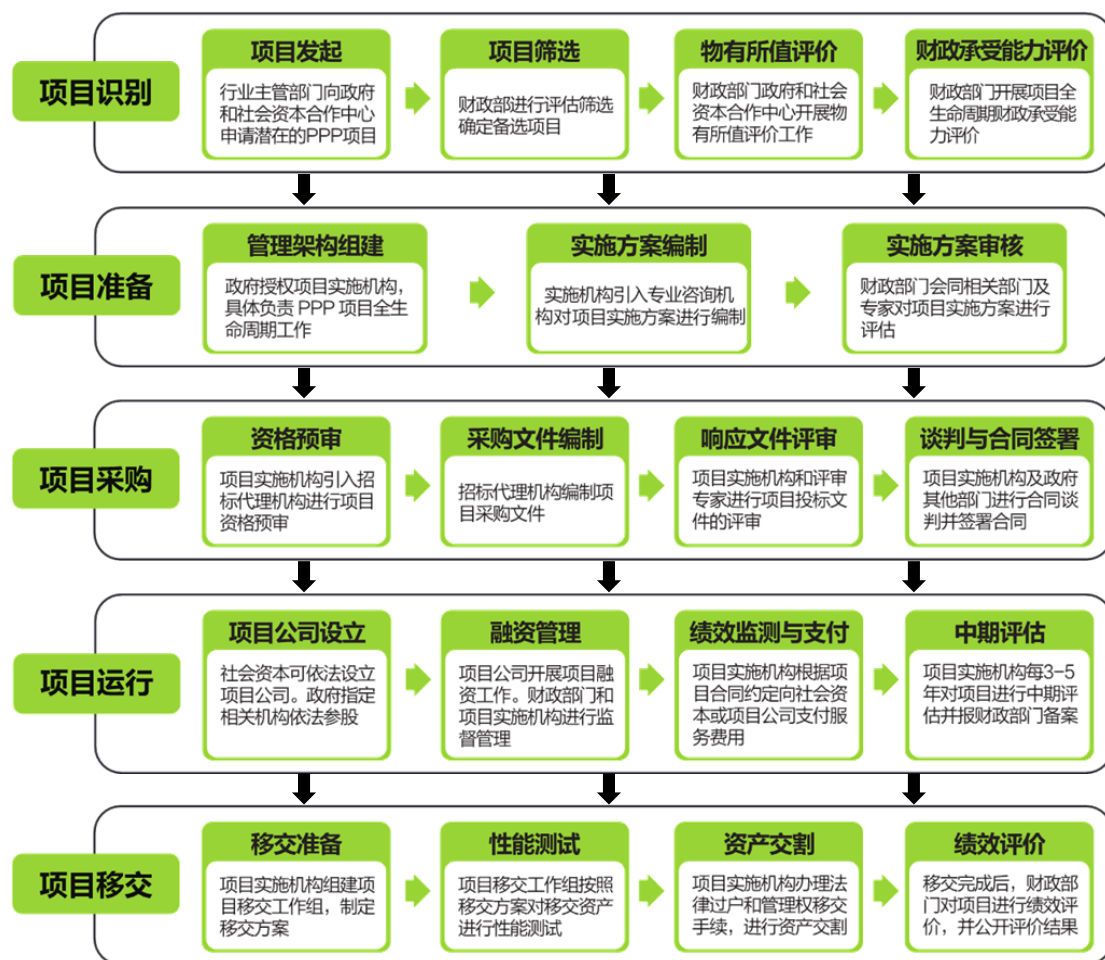 项目识别
项目发起
行业主管部门向政府
和社会资本合作中心
申请潜在的PPP项目
项目筛选
财政部进行评估筛选
确定备选项目
物有所值评价
财政部门政府和社会
资本合作中心开展物
有所值评价工作
财政承受能力评价
财政部门开展项目全
生命周期财政承受能
力评价
项目准备
管理架构组建
政府授权项目实施机构，
具体负责 PPP 项目全生
命周期工作
实施方案编制
实施机构引入专业咨询机
构对项目实施方案进行编制
实施方案审核
财政部门会同相关部门及
专家对项目实施方案进行
评估
项目采购
资格预审
项目实施机构引入招
标代理机构进行项目
资格预审
采购文件编制
招标代理机构编制项
目采购文件
响应文件评审
项目实施机构和评审
专家进行项目投标文
件的评审
谈判与合同签署
项目实施机构及政府
其他部门进行合同谈
判并签署合同
项目运行
项目公司设立
社会资本可依法设立
项目公司。政府指定
相关机构依法参股
融资管理
项目公司开展项目融
资工作。财政部门和
项目实施机构进行监
督管理
绩效监测与支付
项目实施机构根据项
目合同约定向社会资
本或项目公司支付服
务费用
中期评估
项目实施机构每3-5
年对项目进行中期评
估并报财政部门备案
项目移交
移交准备
项目实施机构组建项
目移交工作组，制定
移交方案
性能测试
项目移交工作组按照
移交方案对移交资产
进行性能测试
资产交割
项目实施机构办理法
律过户和管理权移交
手续，进行资产交割
绩效评价
移交完成后，财政部
门对项目进行绩效评
价，并公开评价结果